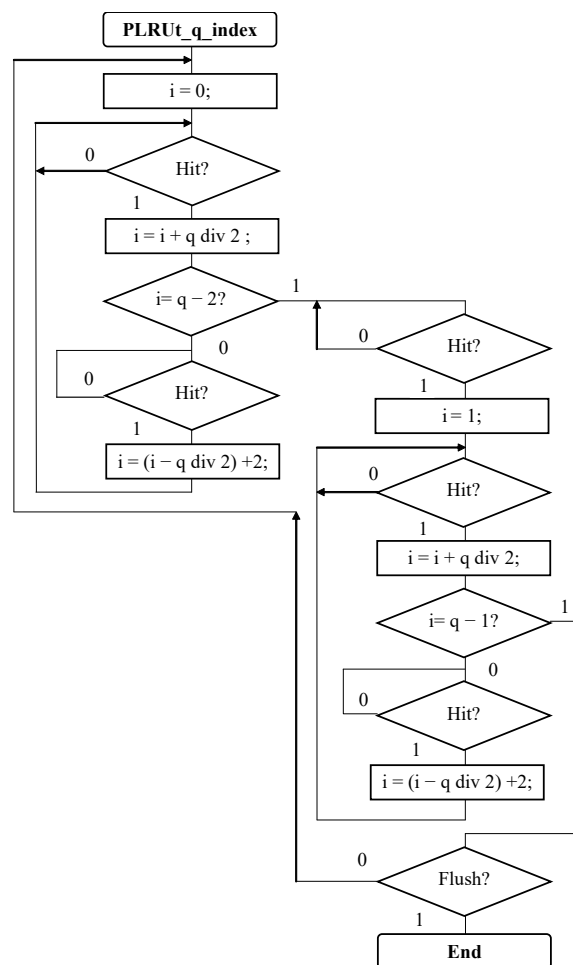 PLRUt_q_index
i = 0;
0
Hit?
1
i = i + q div 2 ;
i= q − 2?
1
0
0
Hit?
1
i = (i − q div 2) +2;
0
Hit?
1
i = 1;
0
Hit?
1
i = i + q div 2;
i= q − 1?
1
0
0
Hit?
1
i = (i − q div 2) +2;
0
Flush?
1
End